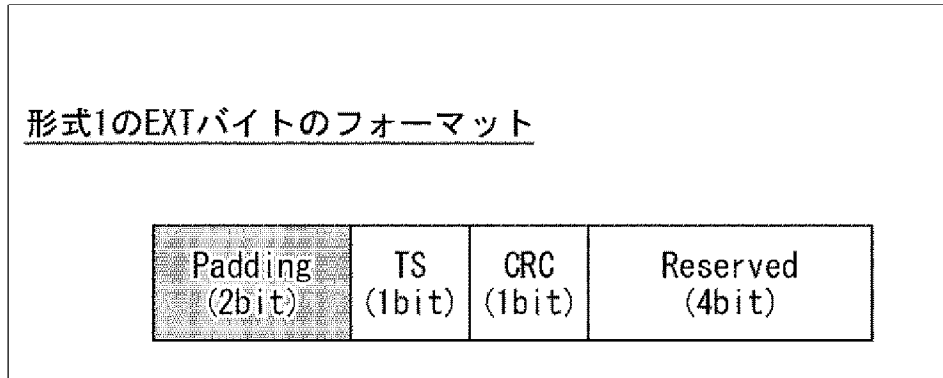 形式1のEXTバイトのフォーマット
Padding TS CRC Reserved
(2bit) (1bit) (1bit) (4bit)